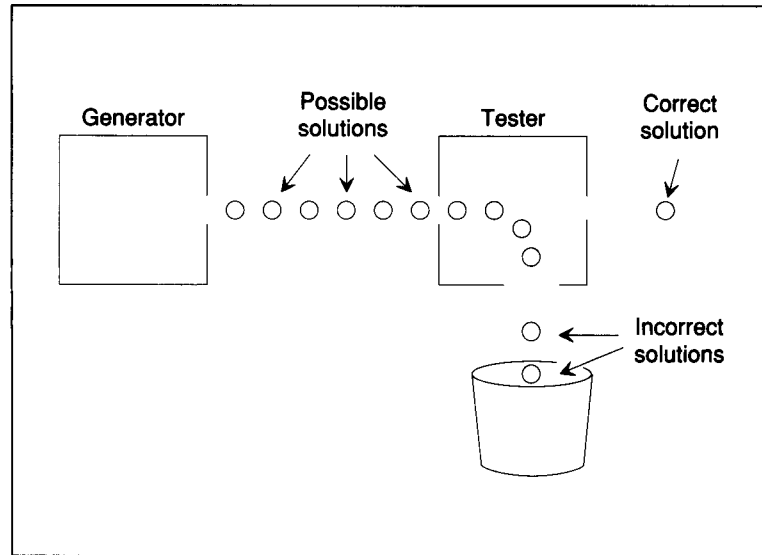 Generator
Possible
solutions
Tester
Correct
solution
Incorrect
solutions